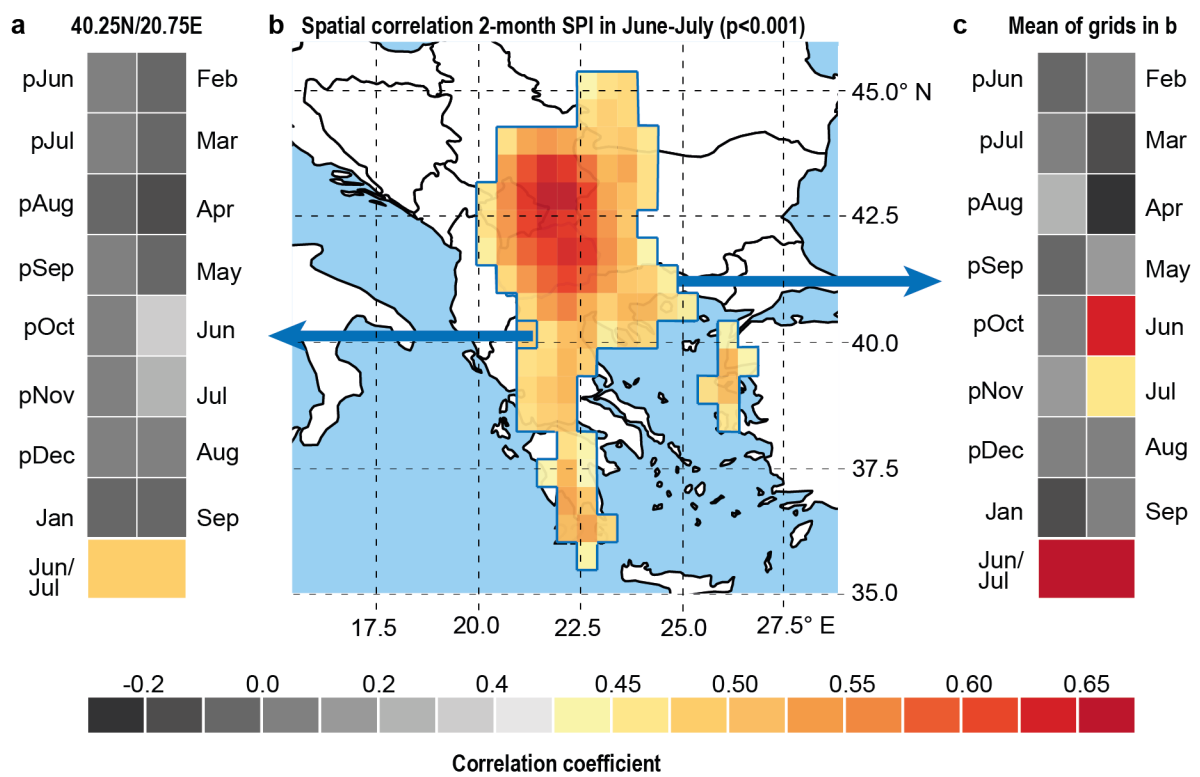 a 40.25N/20.75E
pJun Feb
pJul Mar
pAug Apr
pSep May
pOct Jun
pNov Jul
pDec Aug
Jan Sep
Jun/
Jul
b Spatial correlation 2-month SPI in June-July (p<0.001)
45.0° N
42.5
40.0
37.5
35.0
17.5 20.0 22.5 25.0 27.5° E
c Mean of grids in b
pJun Feb
pJul Mar
pAug Apr
pSep May
pOct Jun
pNov Jul
pDec Aug
Jan Sep
Jun/
Jul
-0.2 0.0 0.2 0.4 0.45 0.50 0.55 0.60 0.65
Correlation coefficient